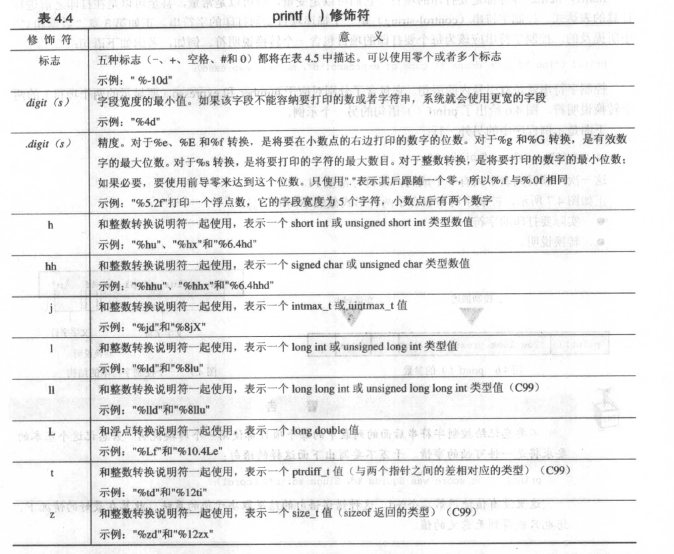 表 4.4 printf ( ) 修饰符
修 饰 符 意 义
标志 五种标志（-、+、空格、#和 0）都将在表 4.5 中描述。可以使用零个或者多个标志
示例：" %-10d"
digit（s） 字段宽度的最小值。如果该字段不能容纳要打印的数或者字符串，系统就会使用更宽的字段
示例："%4d"
.digit（s） 精度。对于%e、%E 和%f 转换，是将要在小数点的右边打印的数字的位数。对于%g 和%G 转换，是有效数
字的最大位数。对于%s 转换，是将要打印的字符的最大数目。对于整数转换，是将要打印的数字的最小位数；
如果必要，要使用前导零来达到这个位数。只使用"."表示其后跟随一个零，所以%.f 与%.0f 相同
示例："%5.2f"打印一个浮点数，它的字段宽度为 5 个字符，小数点后有两个数字
h 和整数转换说明符一起使用，表示一个 short int 或 unsigned short int 类型数值
示例："%hu"、"%hx"和"%6.4hd"
hh 和整数转换说明符一起使用，表示一个 signed char 或 unsigned char 类型数值
示例："%hhu"、"%hhx"和"%6.4hhd"
j 和整数转换说明符一起使用，表示一个 intmax_t 或 uintmax_t 值
示例："%jd"和"%8jX"
l 和整数转换说明符一起使用，表示一个 long int 或 unsigned long int 类型值
示例："%ld"和"%8lu"
ll 和整数转换说明符一起使用，表示一个 long long int 或 unsigned long long int 类型值（C99）
示例："%lld"和"%8llu"
L 和浮点转换说明符一起使用，表示一个 long double 值
示例："%Lf"和"%10.4Le"
t 和整数转换说明符一起使用，表示一个 ptrdiff_t 值（与两个指针之间的差相对应的类型）（C99）
示例："%td"和"%12ti"
z 和整数转换说明符一起使用，表示一个 size_t 值（sizeof 返回的类型）（C99）
示例："%zd"和"%12zx"